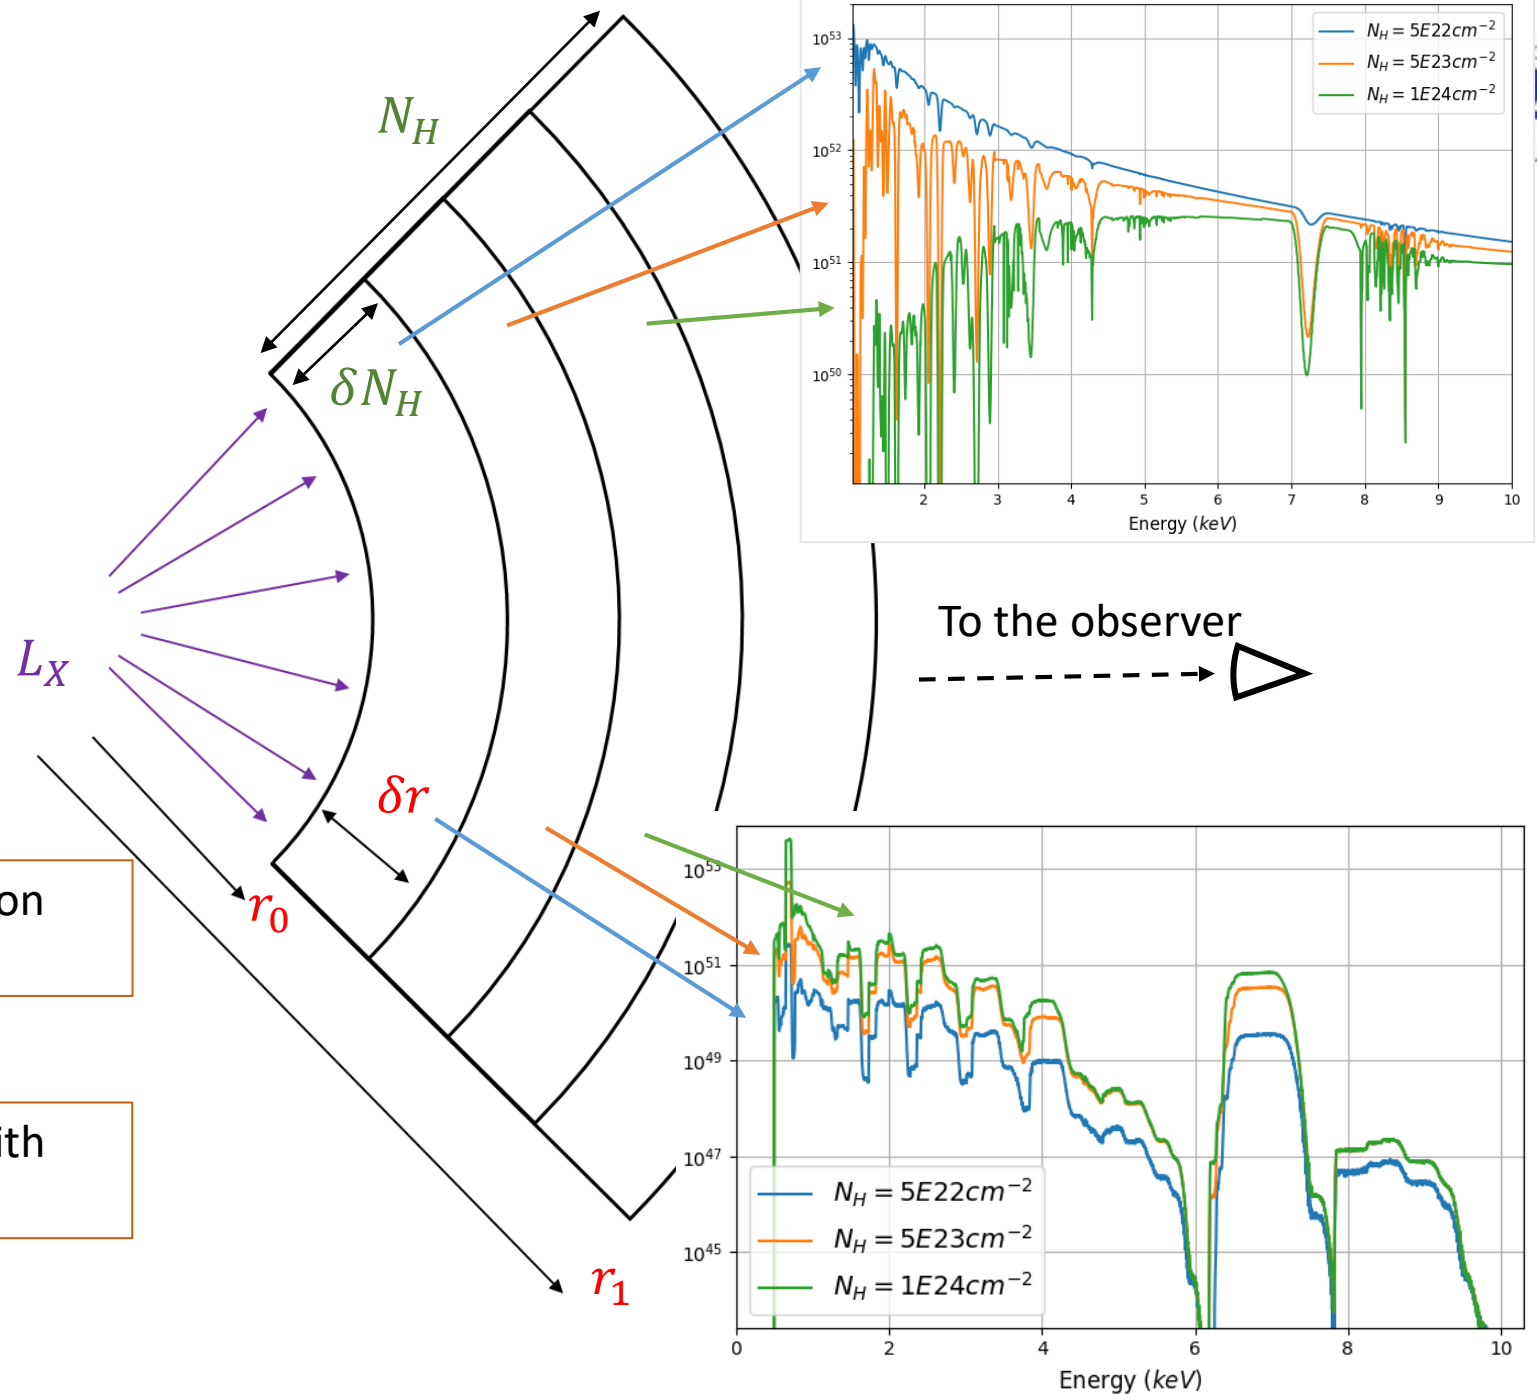 N_H
δN_H
L_X
δr
r_0
r_1
on
ith
To the observer
10^53
10^52
10^51
10^50
N_H = 5E22cm^−2
N_H = 5E23cm^−2
N_H = 1E24cm^−2
2 3 4 5 6 7 8 9 10
Energy (keV)
10^53
10^51
10^49
10^47
10^45
N_H = 5E22cm^−2
N_H = 5E23cm^−2
N_H = 1E24cm^−2
0 2 4 6 8 10
Energy (keV)